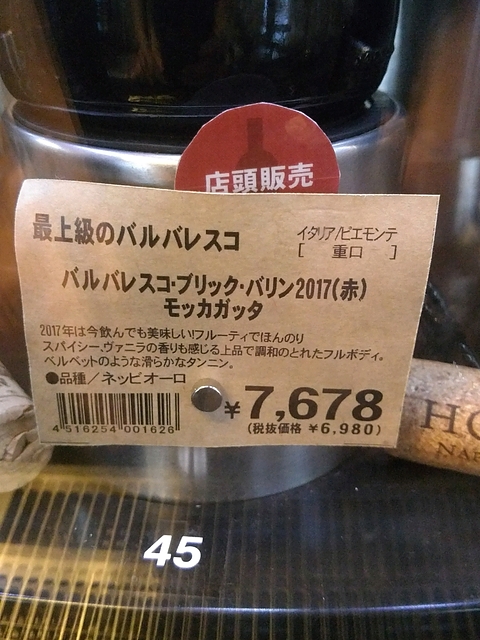 店頭販売
最上級のバルバレスコ
イタリア/ピエモンテ
[ 重口 ]
バルバレスコ・ブリック・バリン2017(赤)
モッカガッタ
2017年は今飲んでも美味しい!フルーティでほんのり
スパイシー、ヴァニラの香りも感じる上品で調和のとれたフルボディ。
ベルベットのような滑らかなタンニン。
●品種/ネッビオーロ
4 516254 001626
¥7,678
(税抜価格 ¥6,980)
45